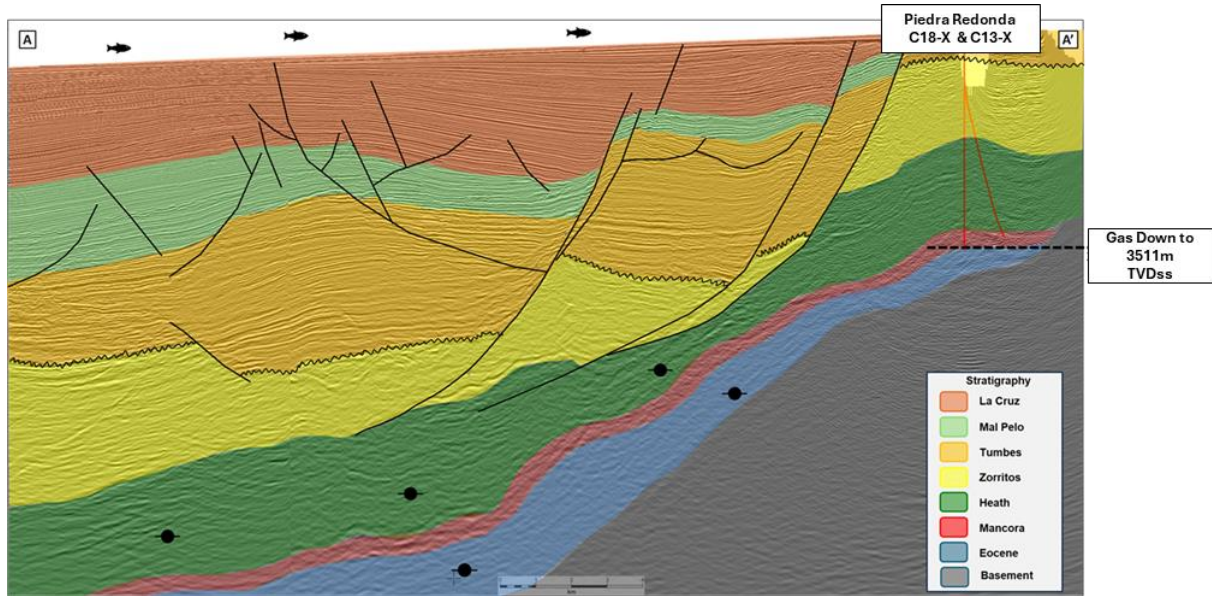 A
Piedra Redonda
C18-X & C13-X
A'
Gas Down to
3511m
TVDss
Stratigraphy
La Cruz
Mal Pelo
Tumbes
Zorritos
Heath
Mancora
Eocene
Basement
km